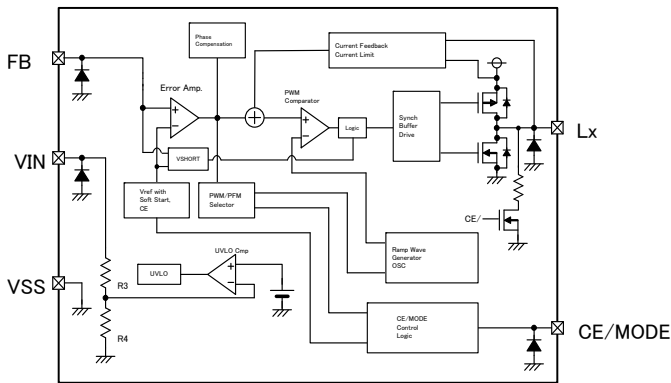 Phase
Compensation
Current Feedback
Current Limit
FB
Error Amp.
PWM
Comparator
Logic
Synch
Buffer
Drive
Lx
VSHORT
VIN
Vref with
Soft Start,
CE
PWM/PFM
Selector
CE/
UVLO Cmp
UVLO
Ramp Wave
Generator
OSC
VSS
R3
R4
CE/MODE
Control
Logic
CE/MODE